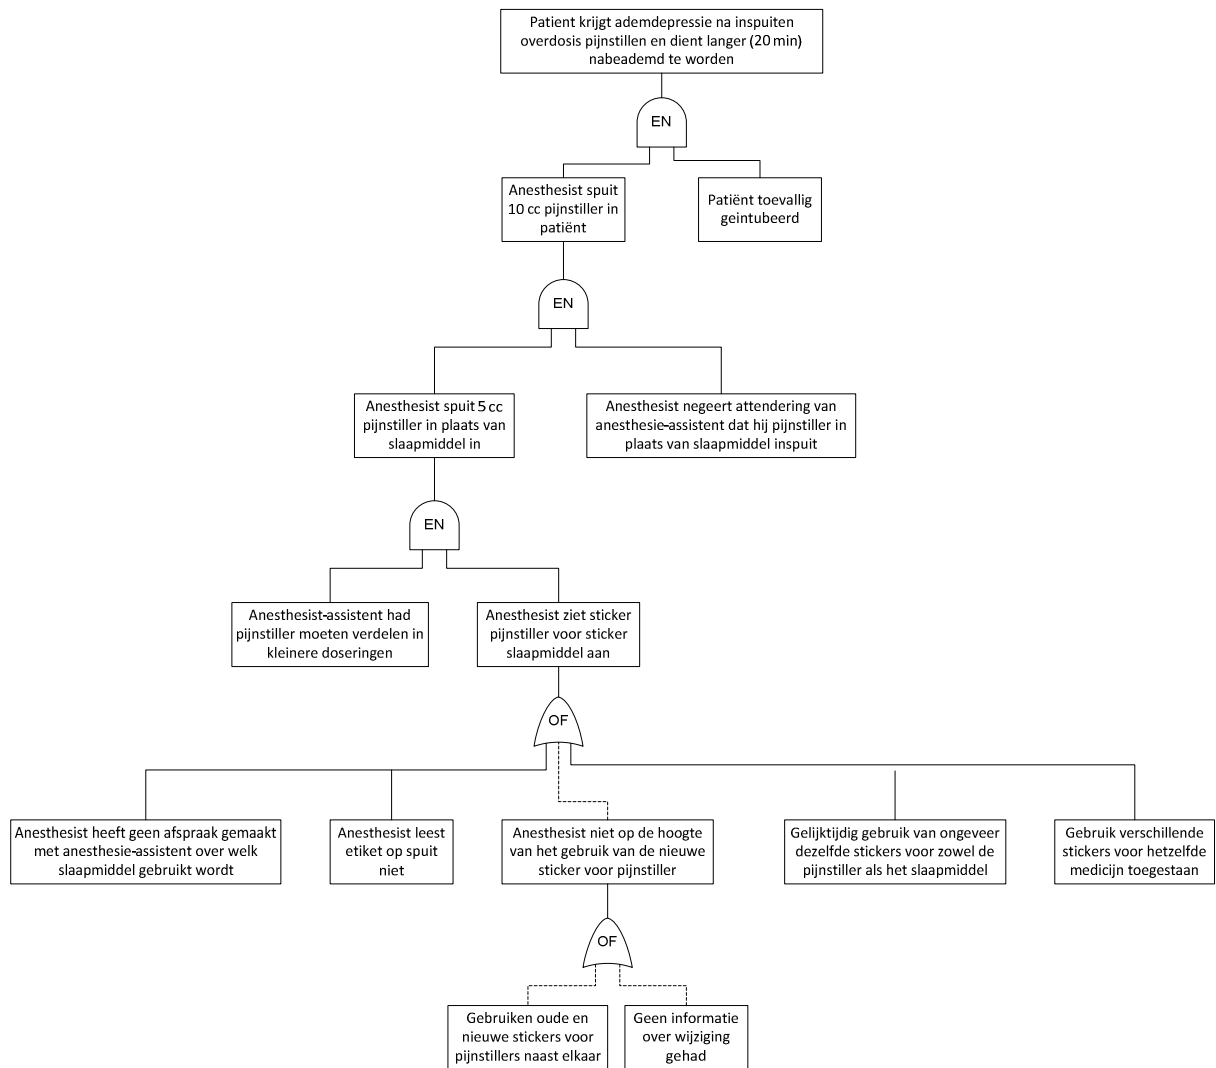 Patient krijgt ademdepressie na inspuiten
overdosis pijnstillen en dient langer (20 min)
nabeademd te worden
EN
Anesthesist spuit
10 cc pijnstiller in
patiënt
Patiënt toevallig
geintubeerd
EN
Anesthesist spuit 5 cc
pijnstiller in plaats van
slaapmiddel in
Anesthesist negeert attendering van
anesthesie-assistent dat hij pijnstiller in
plaats van slaapmiddel inspuit
EN
Anesthesist-assistent had
pijnstiller moeten verdelen in
kleinere doseringen
Anesthesist ziet sticker
pijnstiller voor sticker
slaapmiddel aan
OF
Anesthesist heeft geen afspraak gemaakt
met anesthesie-assistent over welk
slaapmiddel gebruikt wordt
Anesthesist leest
etiket op spuit
niet
Anesthesist niet op de hoogte
van het gebruik van de nieuwe
sticker voor pijnstiller
Gelijktijdig gebruik van ongeveer
dezelfde stickers voor zowel de
pijnstiller als het slaapmiddel
Gebruik verschillende
stickers voor hetzelfde
medicijn toegestaan
OF
Gebruiken oude en
nieuwe stickers voor
pijnstillers naast elkaar
Geen informatie
over wijziging
gehad